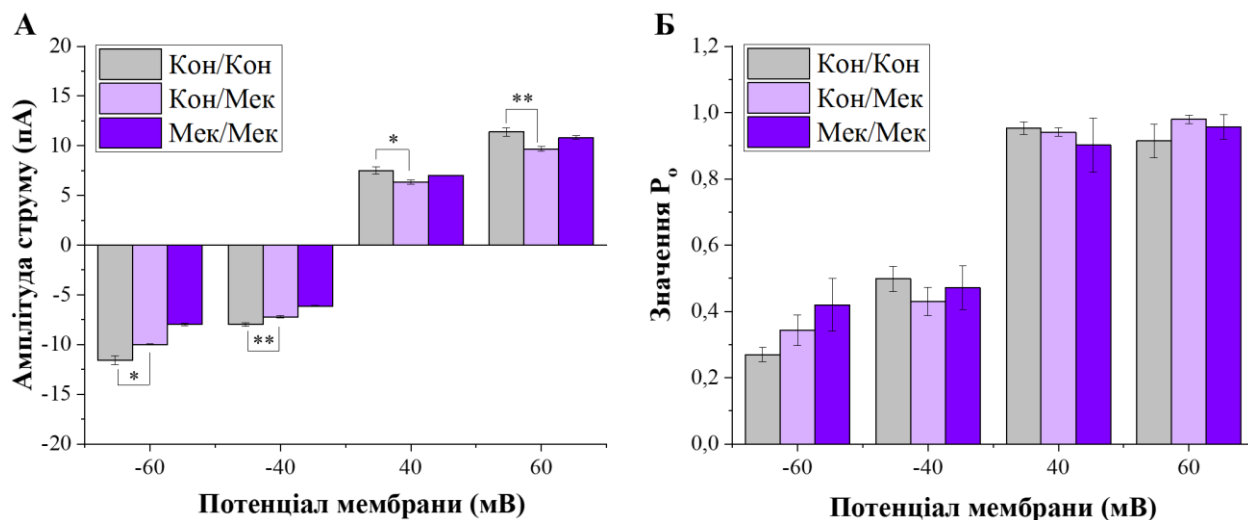 А
Амплітуда струму (пА)
20
15
10
5
0
-5
-10
-15
-20
Кон/Кон
Кон/Мек
Мек/Мек
*
**
*
**
-60
-40
40
60
Потенціал мембрани (мВ)
Б
Значення Pₒ
1,2
1,0
0,8
0,6
0,4
0,2
0,0
Кон/Кон
Кон/Мек
Мек/Мек
-60
-40
40
60
Потенціал мембрани (мВ)